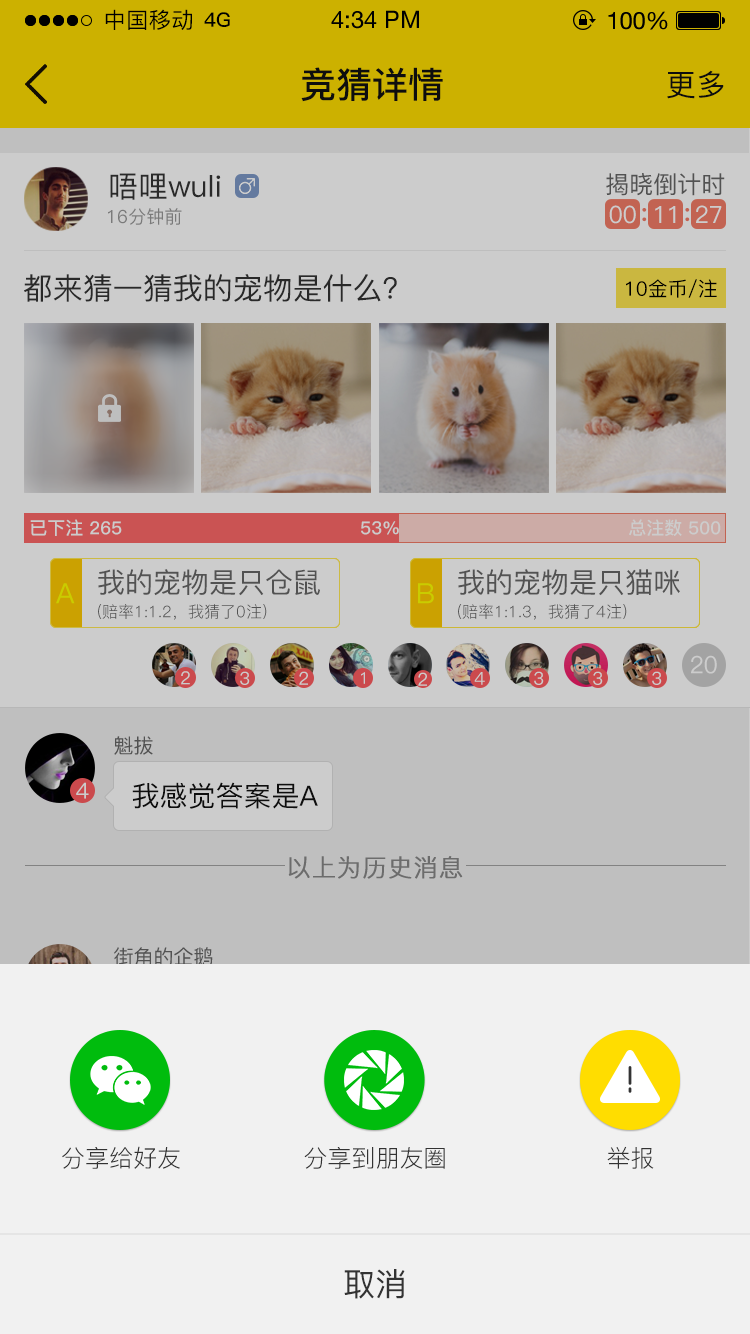 中国移动 4G 4:34 PM 100%
竞猜详情 更多
唔哩wuli 揭晓倒计时
16分钟前 00:11:27
都来猜一猜我的宠物是什么? 10金币/注
已下注 265 53% 总注数 500
A 我的宠物是只仓鼠
(赔率1:1.2，我猜了0注)
B 我的宠物是只猫咪
(赔率1:1.3，我猜了4注)
2 3 2 1 2 4 3 3 3 20
魁拔
4
我感觉答案是A
以上为历史消息
街角的企鹅
分享给好友 分享到朋友圈 举报
取消